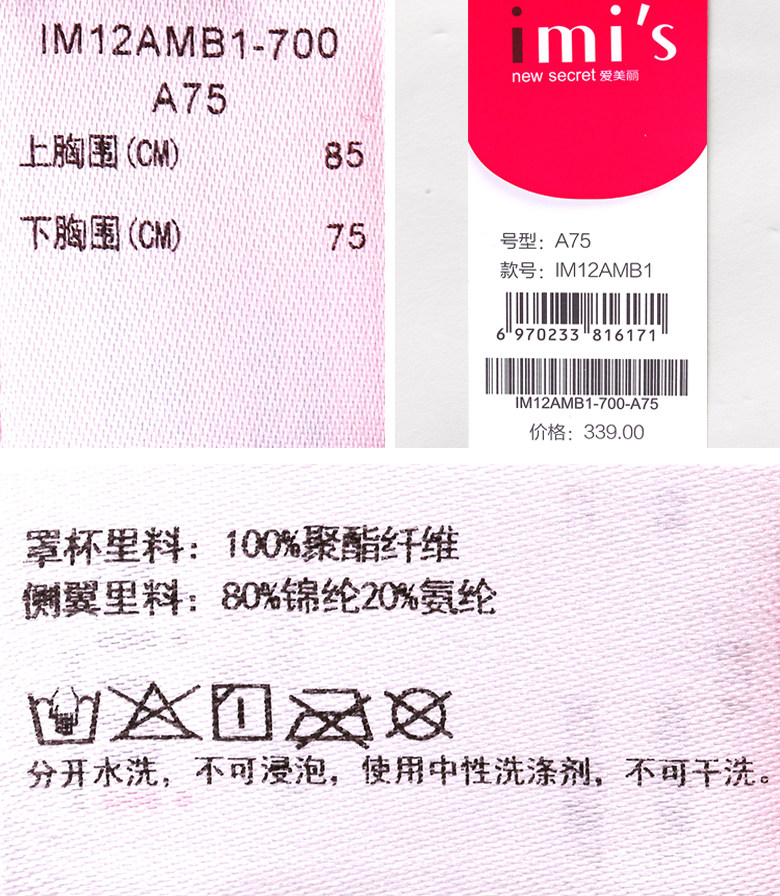 IM12AMB1-700
A75
上胸围(CM) 85
下胸围(CM) 75
imi's
new secret 爱美丽
号型：A75
款号：IM12AMB1
6 970233 816171
IM12AMB1-700-A75
价格：339.00
罩杯里料：100%聚酯纤维
侧翼里料：80%锦纶20%氨纶
分开水洗，不可浸泡，使用中性洗涤剂，不可干洗。